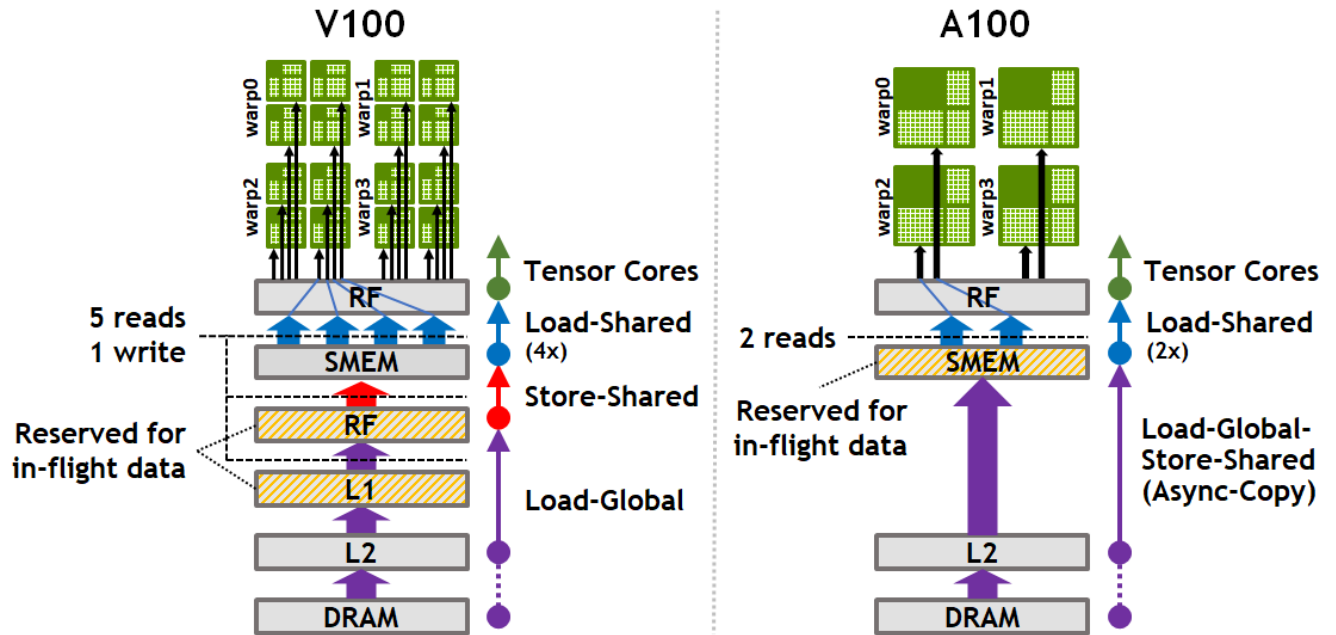 V100
warp0
warp1
warp2
warp3
RF
5 reads
1 write
SMEM
RF
Reserved for
in-flight data
L1
L2
DRAM
Tensor Cores
Load-Shared
(4x)
Store-Shared
Load-Global
A100
warp0
warp1
warp2
warp3
RF
2 reads
SMEM
Reserved for
in-flight data
L2
DRAM
Tensor Cores
Load-Shared
(2x)
Load-Global-
Store-Shared
(Async-Copy)